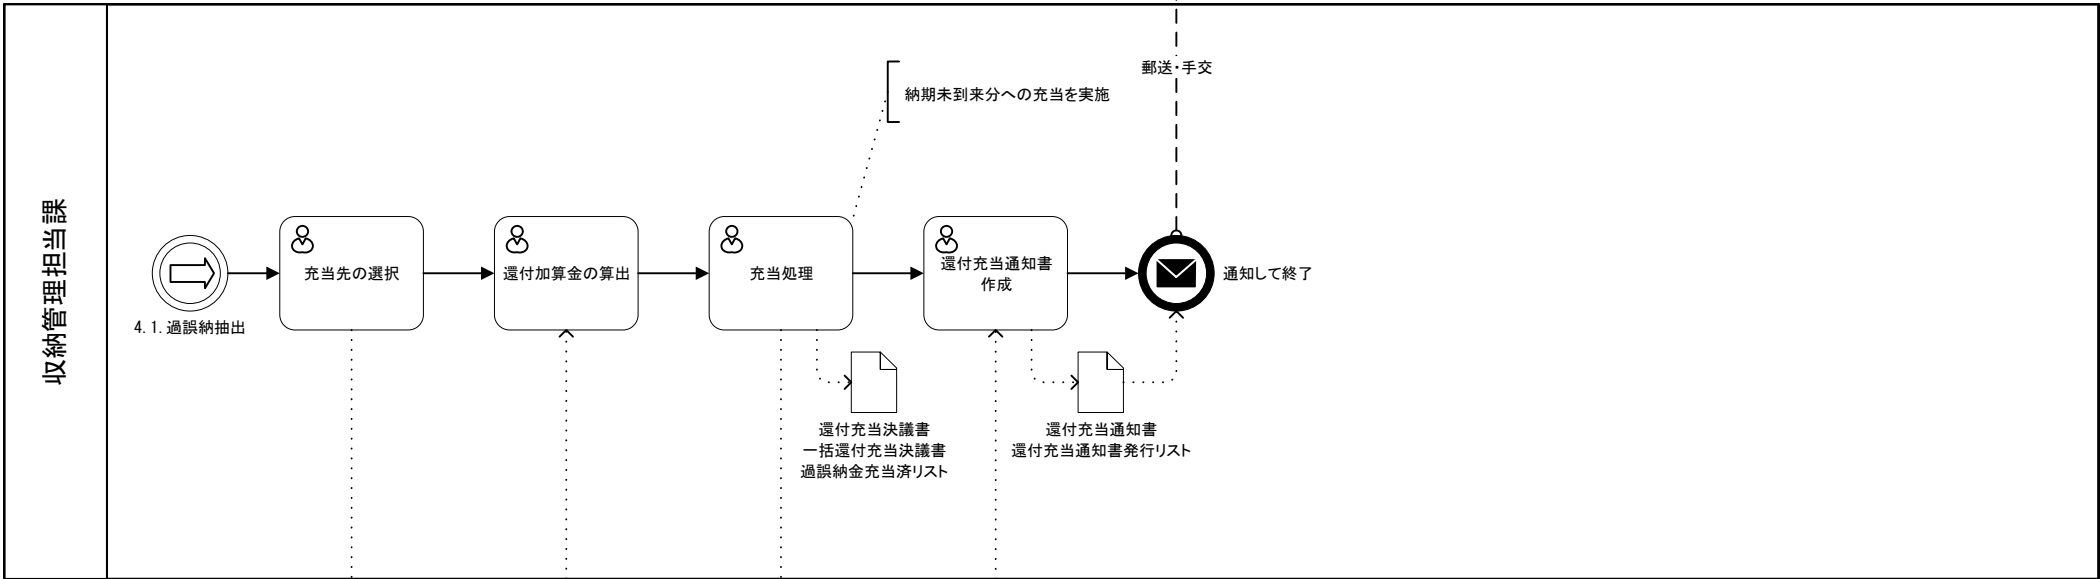 収納管理担当課
郵送・手交
納期未到来分への充当を実施
4.1.過誤納抽出
充当先の選択
還付加算金の算出
充当処理
還付充当通知書
作成
通知して終了
還付充当決議書
一括還付充当決議書
過誤納金充当済リスト
還付充当通知書
還付充当通知書発行リスト